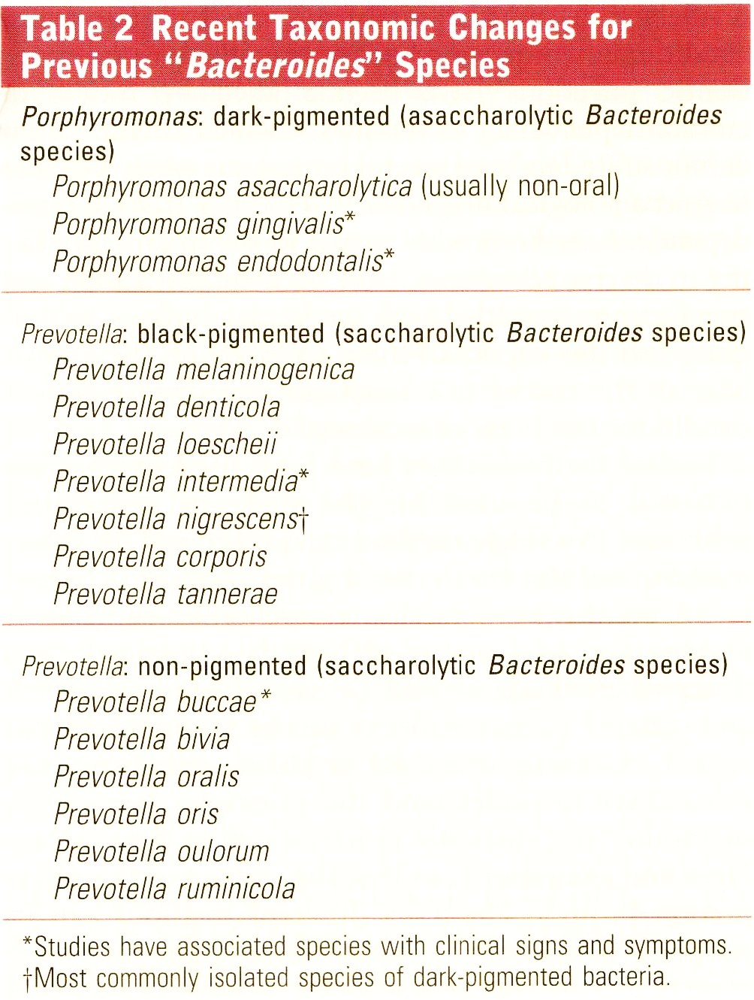 Table 2 Recent Taxonomic Changes for
Previous “Bacteroides” Species
Porphyromonas: dark-pigmented (asaccharolytic Bacteroides
species)
Porphyromonas asaccharolytica (usually non-oral)
Porphyromonas gingivalis*
Porphyromonas endodontalis*
Prevotella: black-pigmented (saccharolytic Bacteroides species)
Prevotella melaninogenica
Prevotella denticola
Prevotella loescheii
Prevotella intermedia*
Prevotella nigrescens†
Prevotella corporis
Prevotella tannerae
Prevotella: non-pigmented (saccharolytic Bacteroides species)
Prevotella buccae*
Prevotella bivia
Prevotella oralis
Prevotella oris
Prevotella oulorum
Prevotella ruminicola
*Studies have associated species with clinical signs and symptoms.
†Most commonly isolated species of dark-pigmented bacteria.